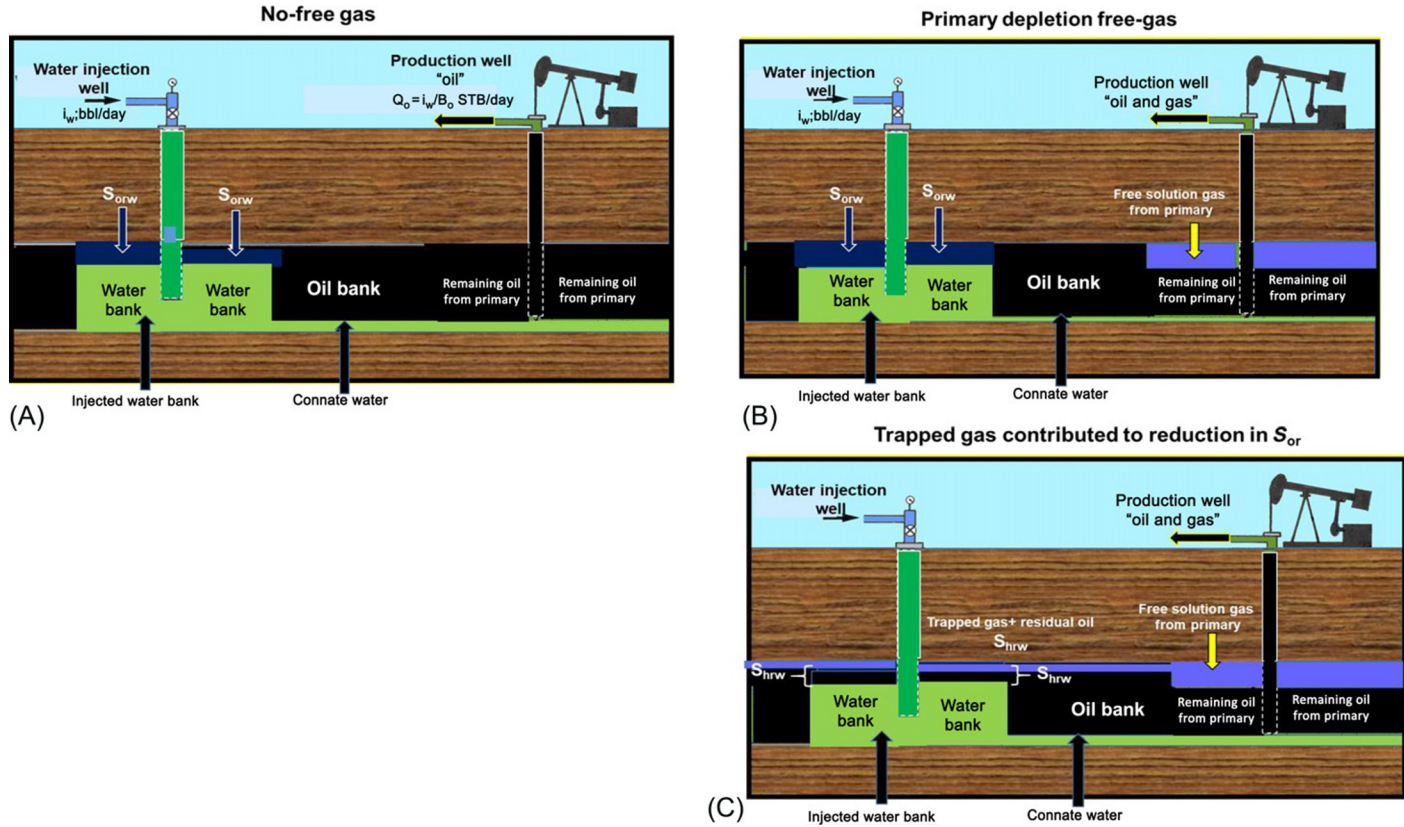 No-free gas
Water injection
well
i_w;bbl/day
Production well
"oil"
Q_o = i_w/B_o STB/day
S_orw
S_orw
Water
bank
Water
bank
Oil bank
Remaining oil
from primary
Remaining oil
from primary
Injected water bank
Connate water
(A)
Primary depletion free-gas
Water injection
well
i_w;bbl/day
Production well
"oil and gas"
S_orw
S_orw
Free solution gas
from primary
Water
bank
Water
bank
Oil bank
Remaining oil
from primary
Remaining oil
from primary
Injected water bank
Connate water
(B)
Trapped gas contributed to reduction in S_or
Water injection
well
Production well
"oil and gas"
Trapped gas+ residual oil
S_hrw
Free solution gas
from primary
S_hrw
S_hrw
Water
bank
Water
bank
Oil bank
Remaining oil
from primary
Remaining oil
from primary
Injected water bank
Connate water
(C)